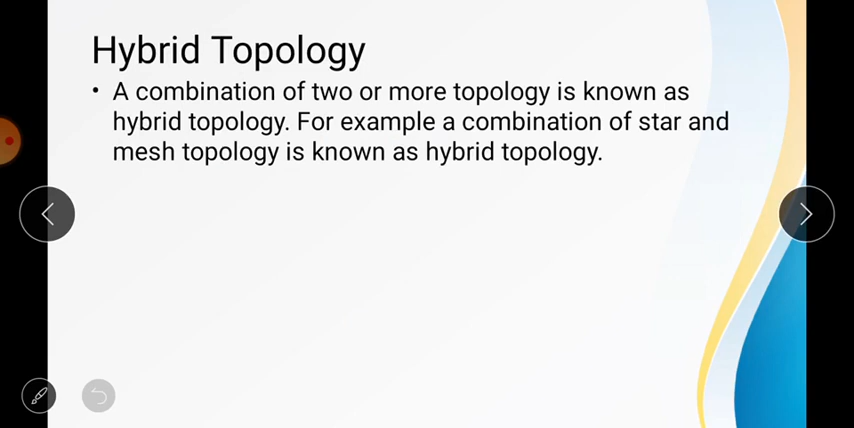 Hybrid Topology
• A combination of two or more topology is known as
hybrid topology. For example a combination of star and
mesh topology is known as hybrid topology.